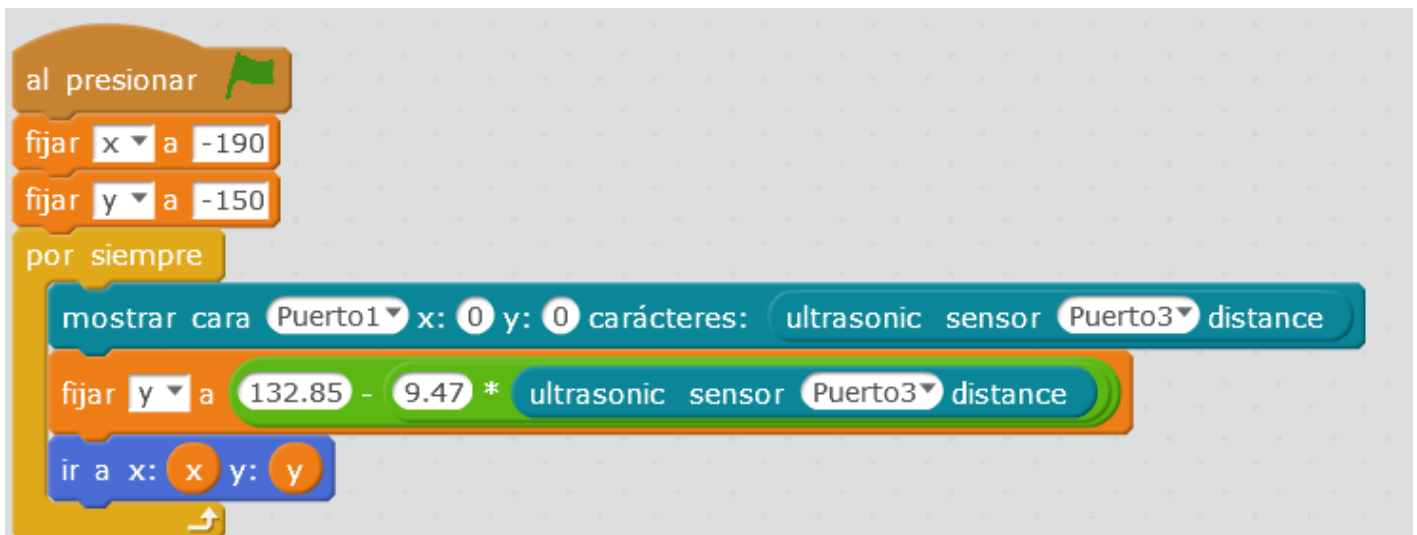 al presionar
fijar x a -190
fijar y a -150
por siempre
mostrar cara Puerto1 x: 0 y: 0 carácteres: ultrasonic sensor Puerto3 distance
fijar y a 132.85 - 9.47 * ultrasonic sensor Puerto3 distance
ir a x: x y: y